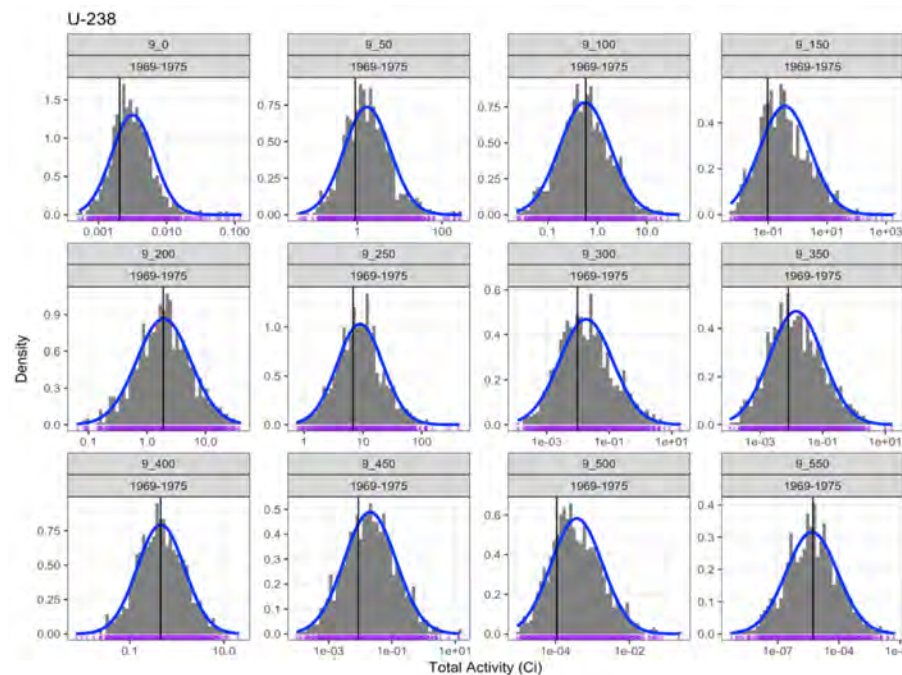 U-238
9_0 9_50 9_100 9_150
1969-1975 1969-1975 1969-1975 1969-1975
1.5 0.75 0.75 0.4
1.0 0.50 0.50 0.2
0.5 0.25 0.25
0.0 0.00 0.00 0.0
0.001 0.010 0.100 1 100 0.1 1.0 10.0 1e-01 1e+01 1e+03
9_200 9_250 9_300 9_350
1969-1975 1969-1975 1969-1975 1969-1975
0.9 1.0 0.6 0.4
0.6 0.5 0.4 0.2
0.3 0.2
0.0 0.0 0.0 0.0
0.1 1.0 10.0 1 10 100 1e-03 1e-01 1e+01 1e-03 1e-01 1e+01
Density
9_400 9_450 9_500 9_550
1969-1975 1969-1975 1969-1975 1969-1975
0.75 0.5 0.6 0.4
0.50 0.4 0.4 0.3
0.25 0.3 0.2 0.2
0.2 0.1
0.1
0.00 0.0 0.0 0.0
0.1 10.0 1e-03 1e-01 1e+01 1e-04 1e-02 1e-07 1e-04
Total Activity (Ci)